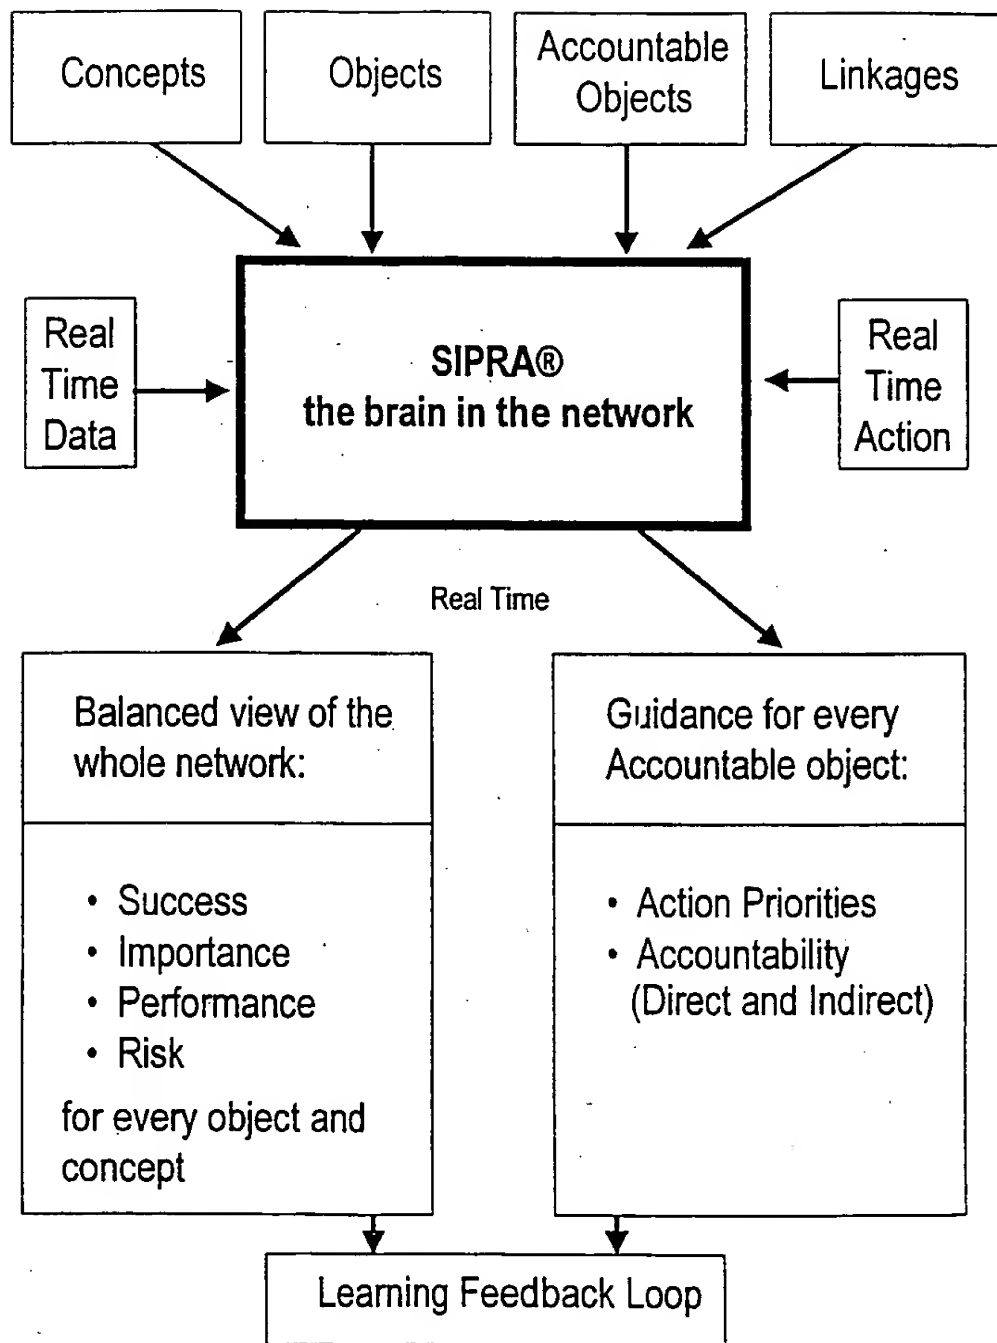 Concepts
Objects
Accountable
Objects
Linkages
Real
Time
Data
SIPRA®
the brain in the network
Real
Time
Action
Real Time
Balanced view of the
whole network:
• Success
• Importance
• Performance
• Risk
for every object and
concept
Guidance for every
Accountable object:
• Action Priorities
• Accountability
(Direct and Indirect)
Learning Feedback Loop